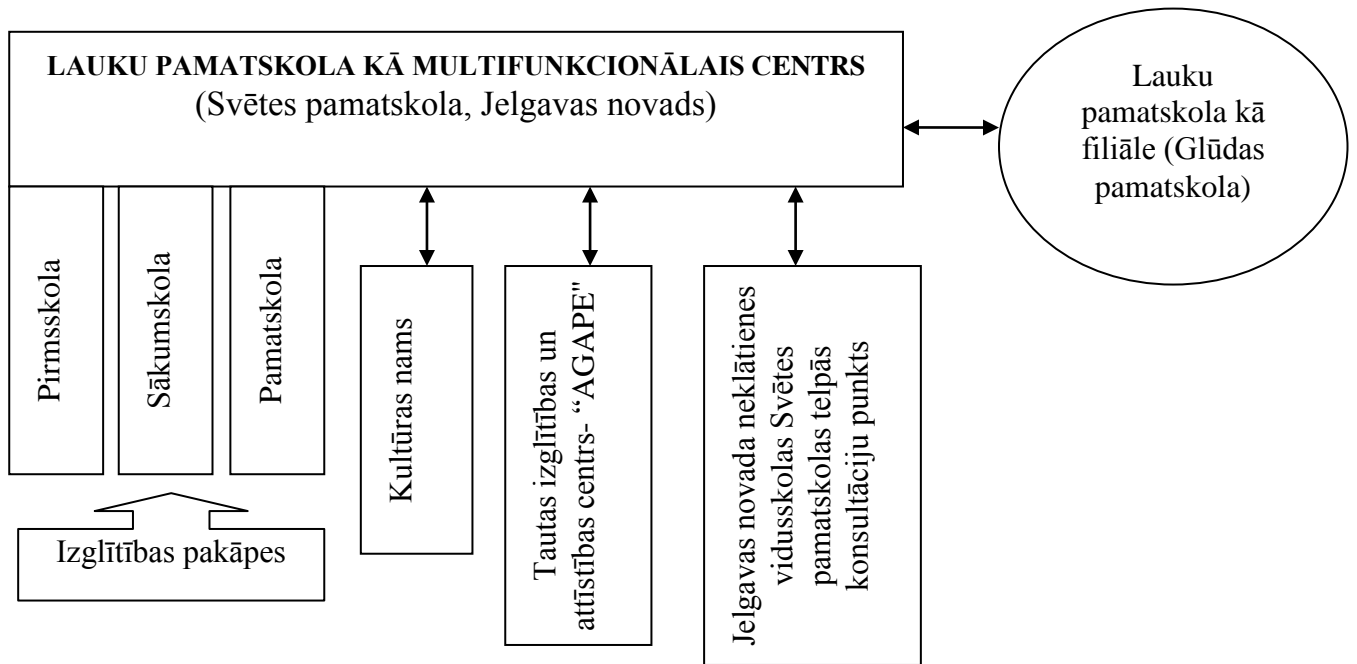 LAUKU PAMATSKOLA KĀ MULTIFUNKCIONĀLAIS CENTRS
(Svētes pamatskola, Jelgavas novads)
Lauku
pamatskola kā
filiāle (Glūdas
pamatskola)
Pirmsskola
Sākumskola
Pamatskola
Kultūras nams
Tautas izglītības un
attīstības centrs- “AGAPE"
Jelgavas novada neklātienes
vidusskolas Svētes
pamatskolas telpās
konsultāciju punkts
Izglītības pakāpes